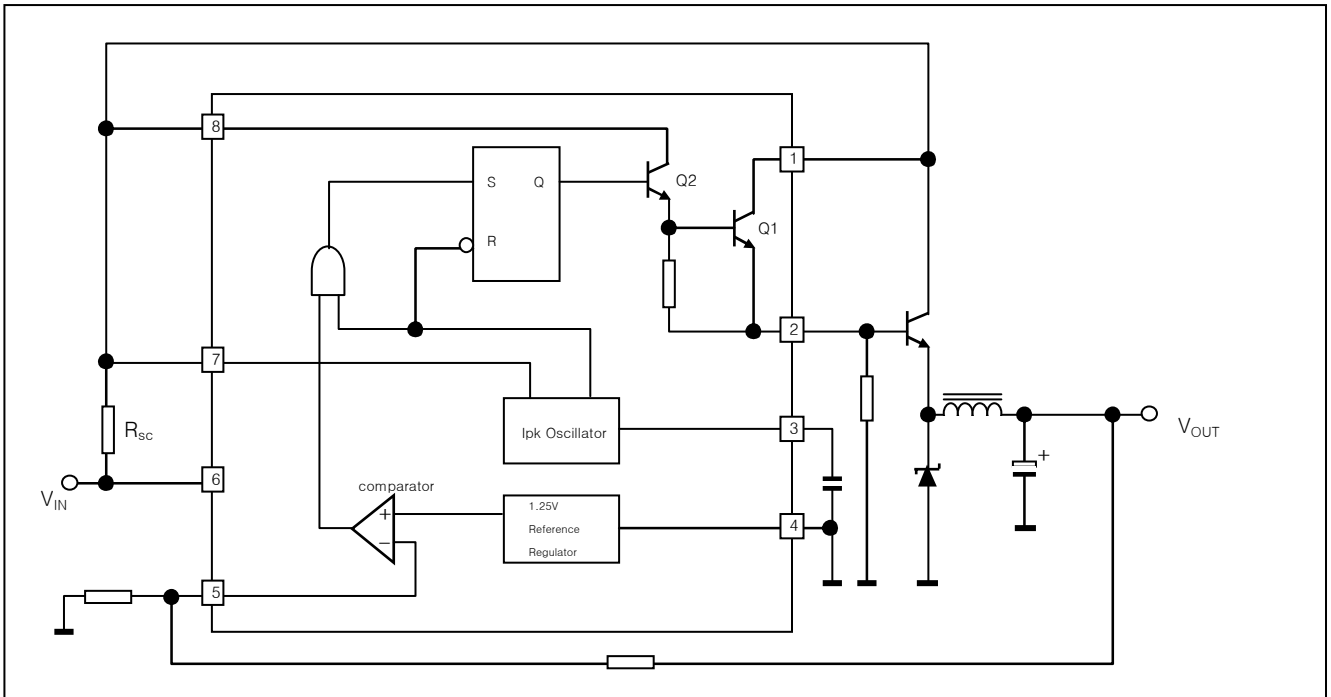 8
1
S Q
Q2
Q1
R
2
7
Rsc
Ipk Oscillator
3
+
VOUT
6
VIN
comparator
+
−
1.25V
Reference
Regulator
4
5